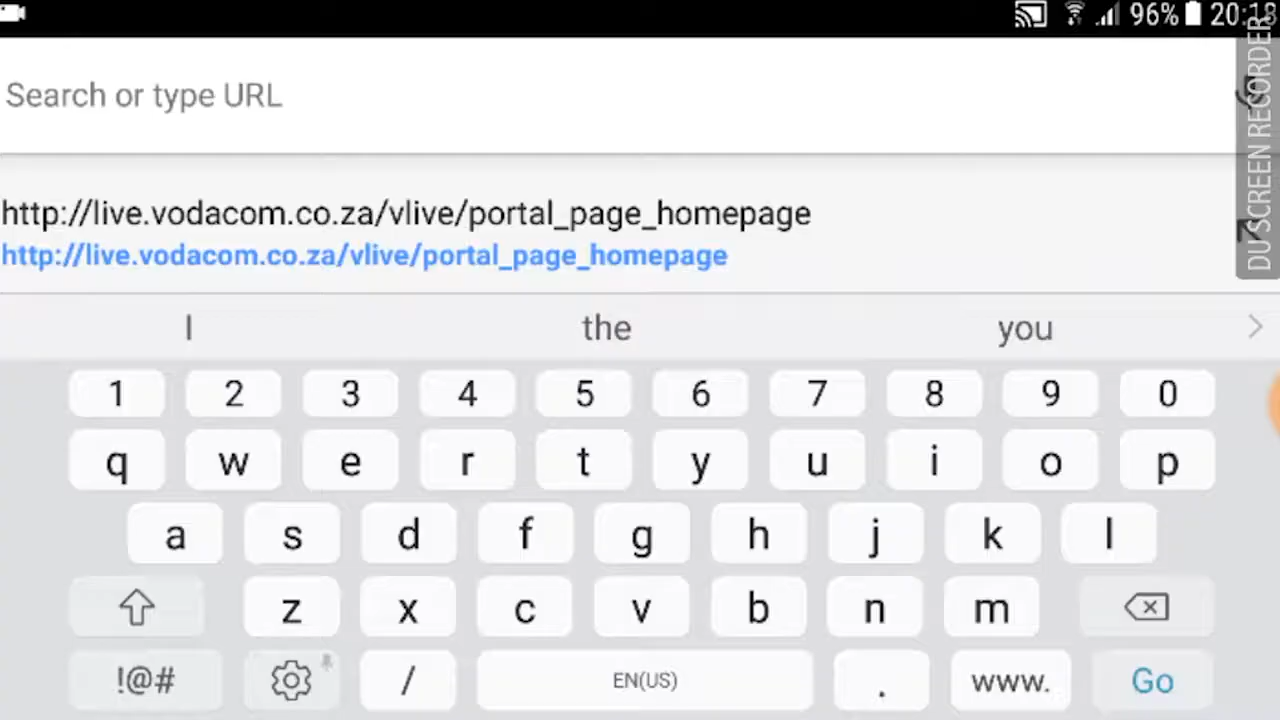 96% 20:18
Search or type URL
DU SCREEN RECORDER
http://live.vodacom.co.za/vlive/portal_page_homepage
http://live.vodacom.co.za/vlive/portal_page_homepage
I the you
1 2 3 4 5 6 7 8 9 0
q w e r t y u i o p
a s d f g h j k l
z x c v b n m
!@# / EN(US) . www. Go